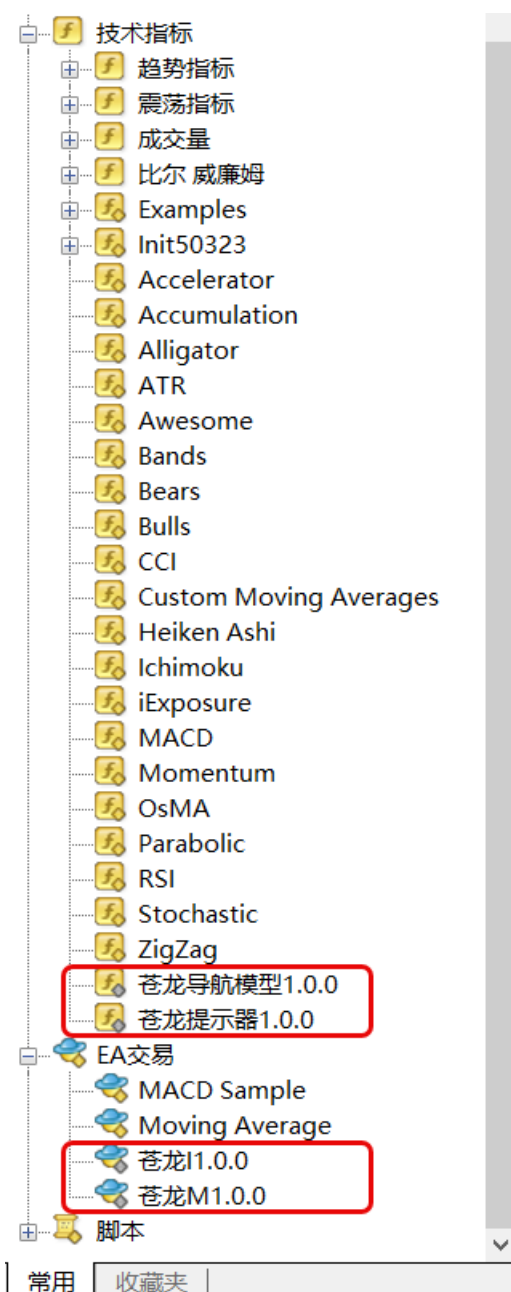 技术指标
趋势指标
震荡指标
成交量
比尔 威廉姆
Examples
Init50323
Accelerator
Accumulation
Alligator
ATR
Awesome
Bands
Bears
Bulls
CCI
Custom Moving Averages
Heiken Ashi
Ichimoku
iExposure
MACD
Momentum
OsMA
Parabolic
RSI
Stochastic
ZigZag
苍龙导航模型1.0.0
苍龙提示器1.0.0
EA交易
MACD Sample
Moving Average
苍龙I1.0.0
苍龙M1.0.0
脚本
常用 收藏夹